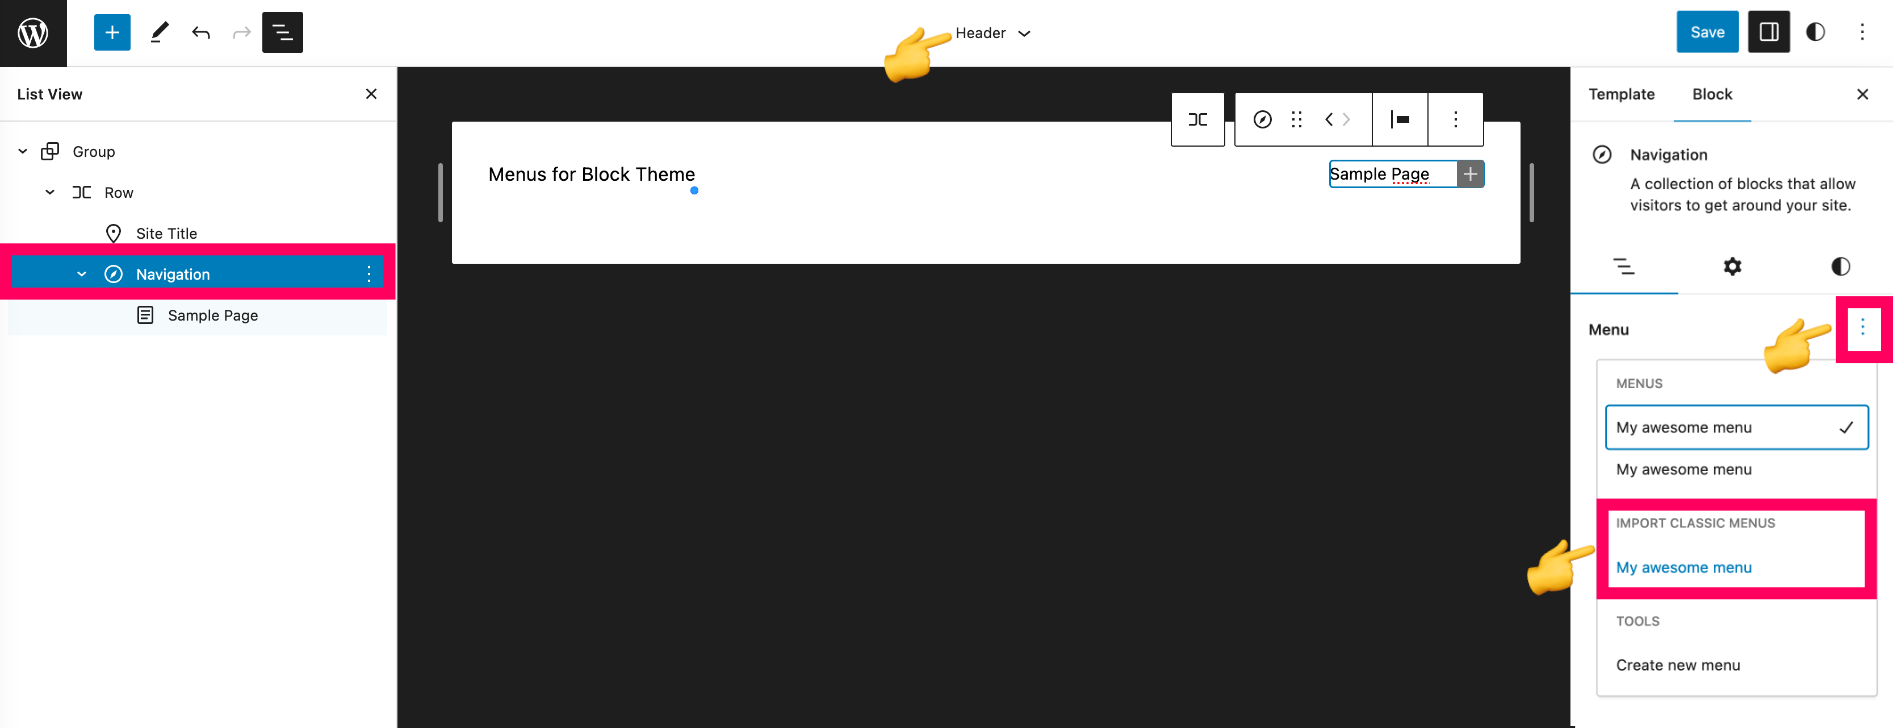 Header
Save
List View
Template
Block
Group
Row
Site Title
Navigation
Sample Page
Menus for Block Theme
Sample Page
Navigation
A collection of blocks that allow
visitors to get around your site.
Menu
MENUS
My awesome menu
My awesome menu
IMPORT CLASSIC MENUS
My awesome menu
TOOLS
Create new menu